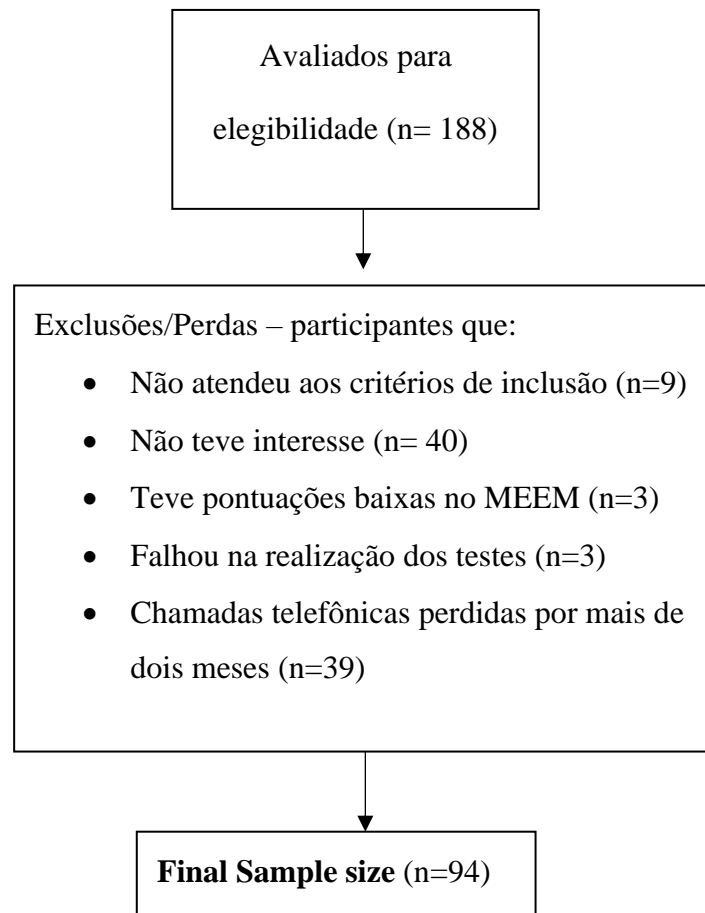 Avaliados para
elegibilidade (n= 188)
Exclusões/Perdas – participantes que:
• Não atendeu aos critérios de inclusão (n=9)
• Não teve interesse (n= 40)
• Teve pontuações baixas no MEEM (n=3)
• Falhou na realização dos testes (n=3)
• Chamadas telefônicas perdidas por mais de
dois meses (n=39)
Final Sample size (n=94)